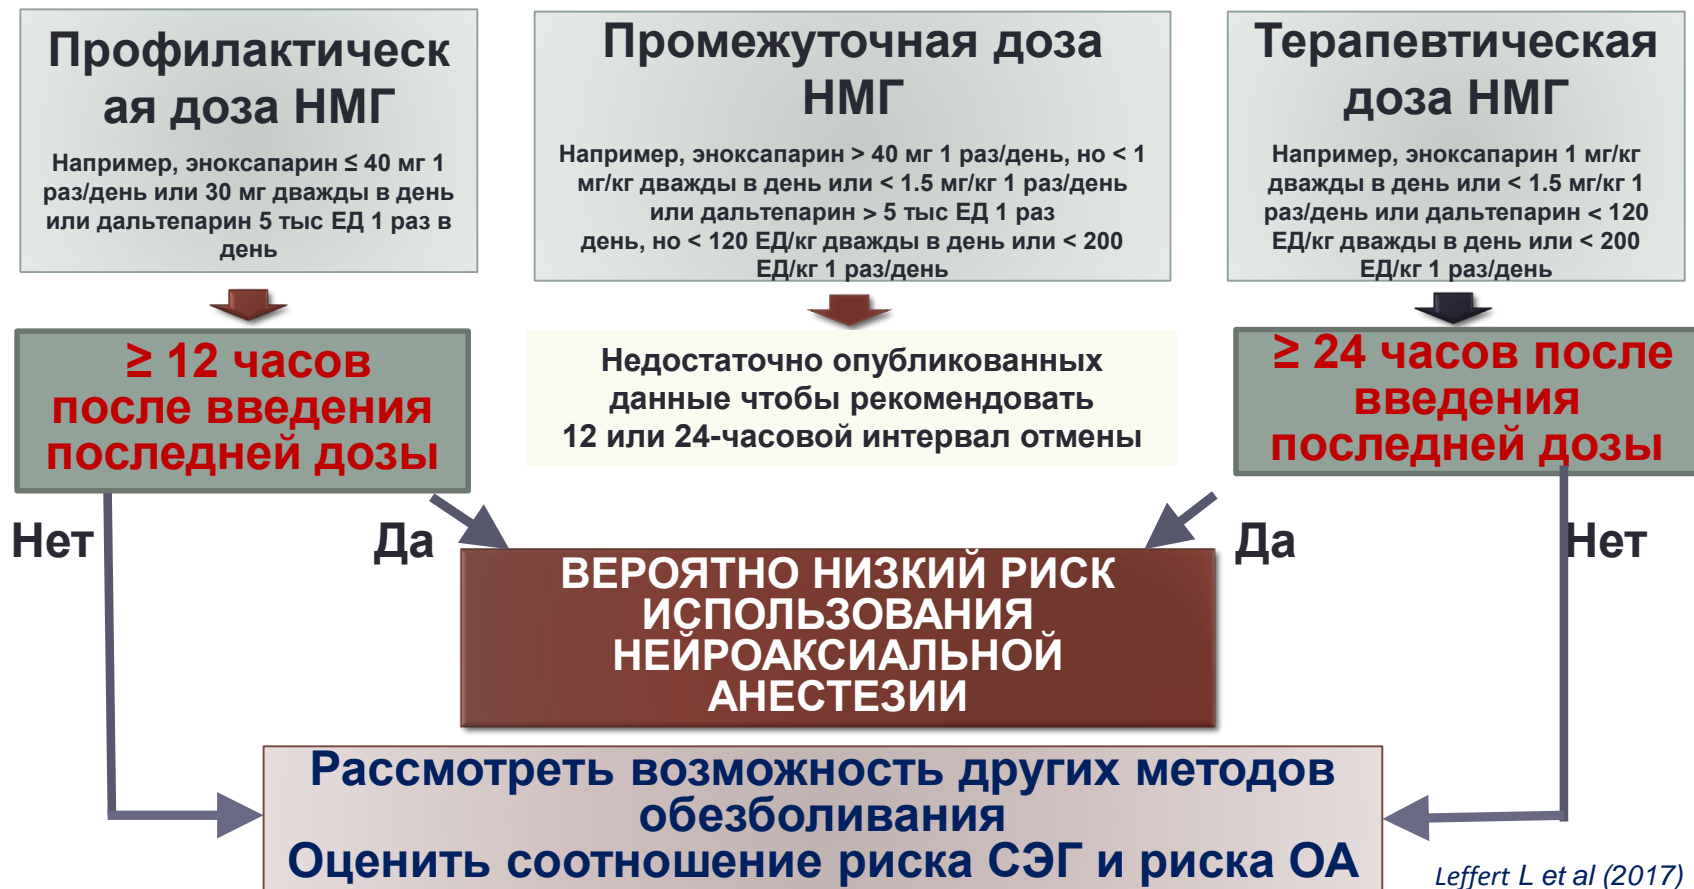 Профилактическ
ая доза НМГ
Например, эноксапарин ≤ 40 мг 1
раз/день или 30 мг дважды в день
или дальтепарин 5 тыс ЕД 1 раз в
день
Промежуточная доза
НМГ
Например, эноксапарин > 40 мг 1 раз/день, но < 1
мг/кг дважды в день или < 1.5 мг/кг 1 раз/день
или дальтепарин > 5 тыс ЕД 1 раз
день, но < 120 ЕД/кг дважды в день или < 200
ЕД/кг 1 раз/день
Терапевтическая
доза НМГ
Например, эноксапарин 1 мг/кг
дважды в день или < 1.5 мг/кг 1
раз/день или дальтепарин < 120
ЕД/кг дважды в день или < 200
ЕД/кг 1 раз/день
≥ 12 часов
после введения
последней дозы
Недостаточно опубликованных
данные чтобы рекомендовать
12 или 24-часовой интервал отмены
≥ 24 часов после
введения
последней дозы
Нет
Да
Да
Нет
ВЕРОЯТНО НИЗКИЙ РИСК
ИСПОЛЬЗОВАНИЯ
НЕЙРОАКСИАЛЬНОЙ
АНЕСТЕЗИИ
Рассмотреть возможность других методов
обезболивания
Оценить соотношение риска СЭГ и риска ОА
Leffert L et al (2017)